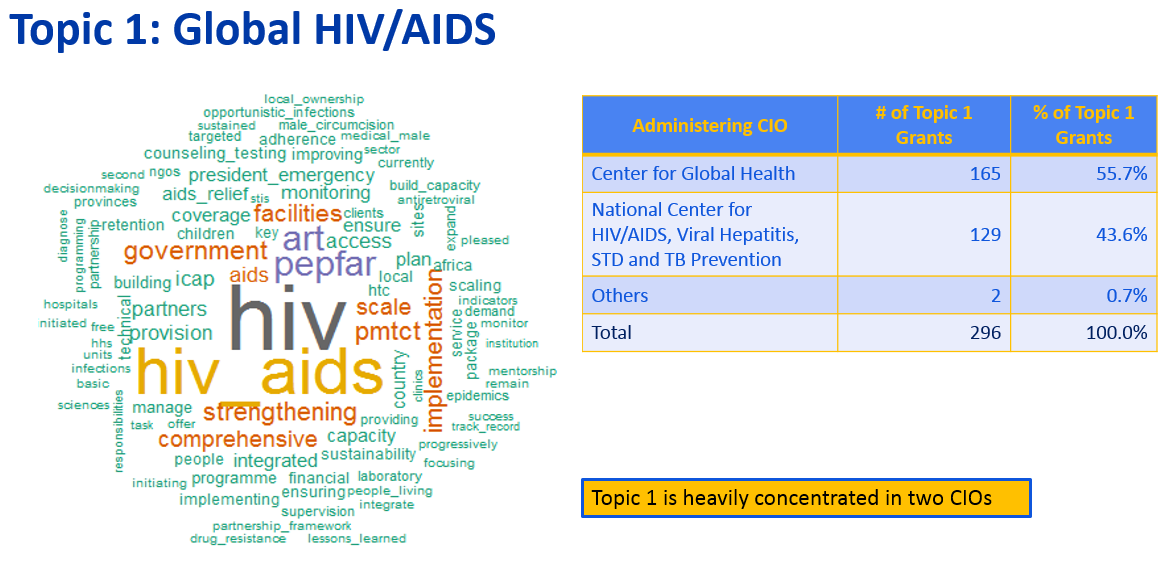 Topic 1: Global HIV/AIDS
local_ownership
opportunistic_infections
sustained male_circumcision
targeted adherence medical_male
counseling_testing improving sector
currently
second ngos president_emergency
decisionmaking aids_relief stis monitoring build_capacity
provinces antiretroviral
retention coverage facilities clients sites expand
diagnose programming partnership children key art ensure pleased
government access
aids pepfar plan africa
building icap local
htc scaling
hospitals partners hiv scale implementation indicators
initiated free technical provision pmtct service demand
hhs monitor
units package institution
infections hiv_aids country clinics mentorship
basic remain
sciences responsibilities manage strengthening epidemics
task offer providing success
comprehensive capacity track_record
people integrated sustainability progressively
focusing
initiating programme financial laboratory
implementing ensuring people_living
supervision integrate
partnership_framework
drug_resistance lessons_learned
Administering CIO # of Topic 1 Grants % of Topic 1 Grants
Center for Global Health 165 55.7%
National Center for
HIV/AIDS, Viral Hepatitis, 129 43.6%
STD and TB Prevention
Others 2 0.7%
Total 296 100.0%
Topic 1 is heavily concentrated in two CIOs